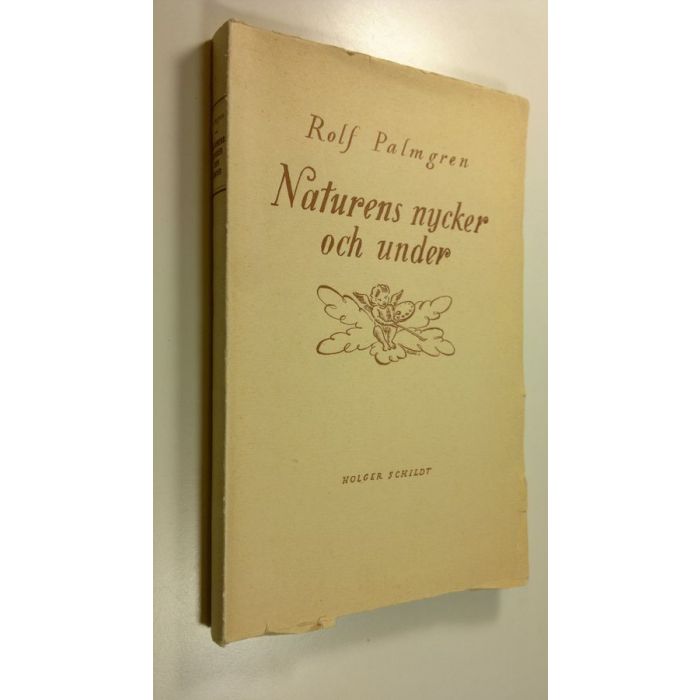 Rolf Palmgren
Naturens nycker
och under
HOLGER SCHILDT